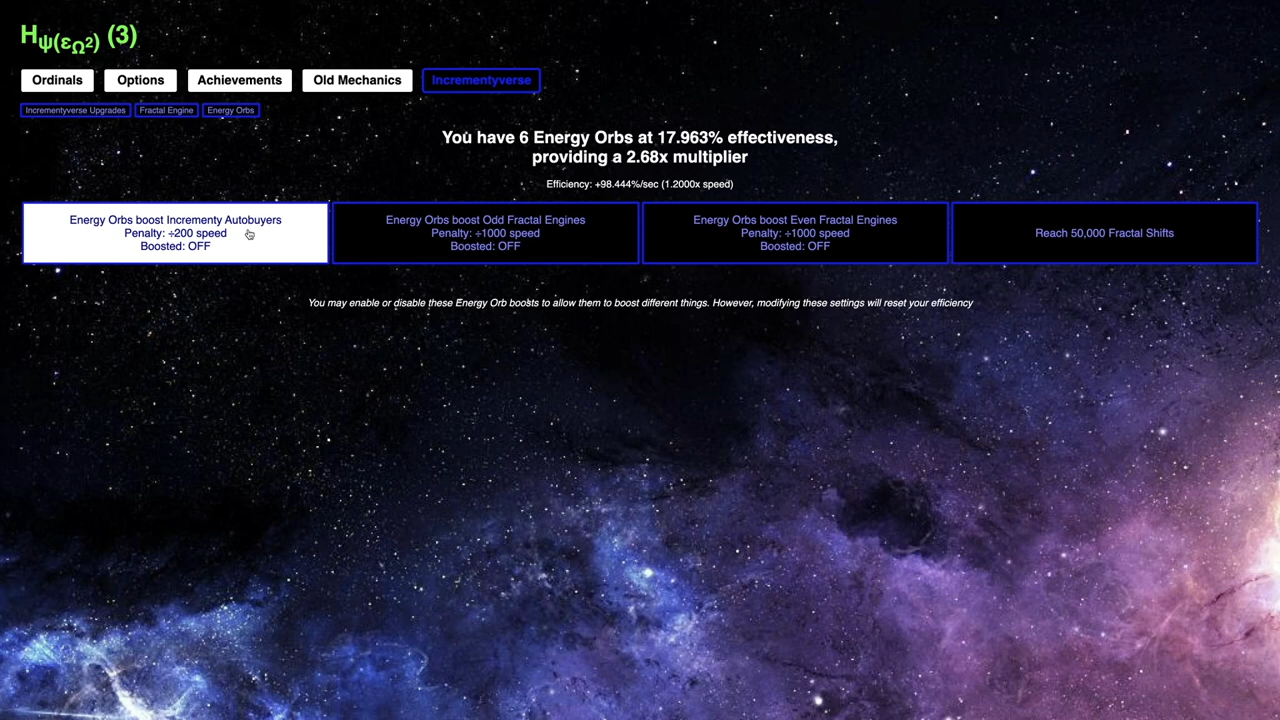 Hψ(εΩ²) (3)
Ordinals Options Achievements Old Mechanics Incrementyverse
Incrementyverse Upgrades Fractal Engine Energy Orbs
You have 6 Energy Orbs at 17.963% effectiveness,
providing a 2.68x multiplier
Efficiency: +98.444%/sec (1.2000x speed)
Energy Orbs boost Incrementy Autobuyers
Penalty: ÷200 speed
Boosted: OFF
Energy Orbs boost Odd Fractal Engines
Penalty: ÷1000 speed
Boosted: OFF
Energy Orbs boost Even Fractal Engines
Penalty: ÷1000 speed
Boosted: OFF
Reach 50,000 Fractal Shifts
You may enable or disable these Energy Orb boosts to allow them to boost different things. However, modifying these settings will reset your efficiency